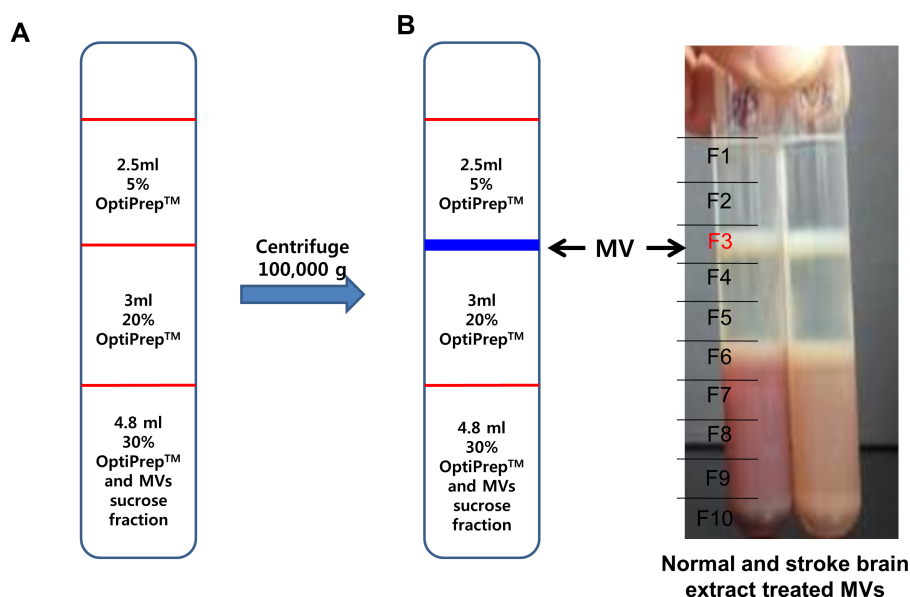 A
2.5ml
5%
OptiPrep™
3ml
20%
OptiPrep™
4.8 ml
30%
OptiPrep™
and MVs
sucrose
fraction
Centrifuge
100,000 g
B
2.5ml
5%
OptiPrep™
3ml
20%
OptiPrep™
4.8 ml
30%
OptiPrep™
and MVs
sucrose
fraction
MV
F1
F2
F3
F4
F5
F6
F7
F8
F9
F10
Normal and stroke brain
extract treated MVs